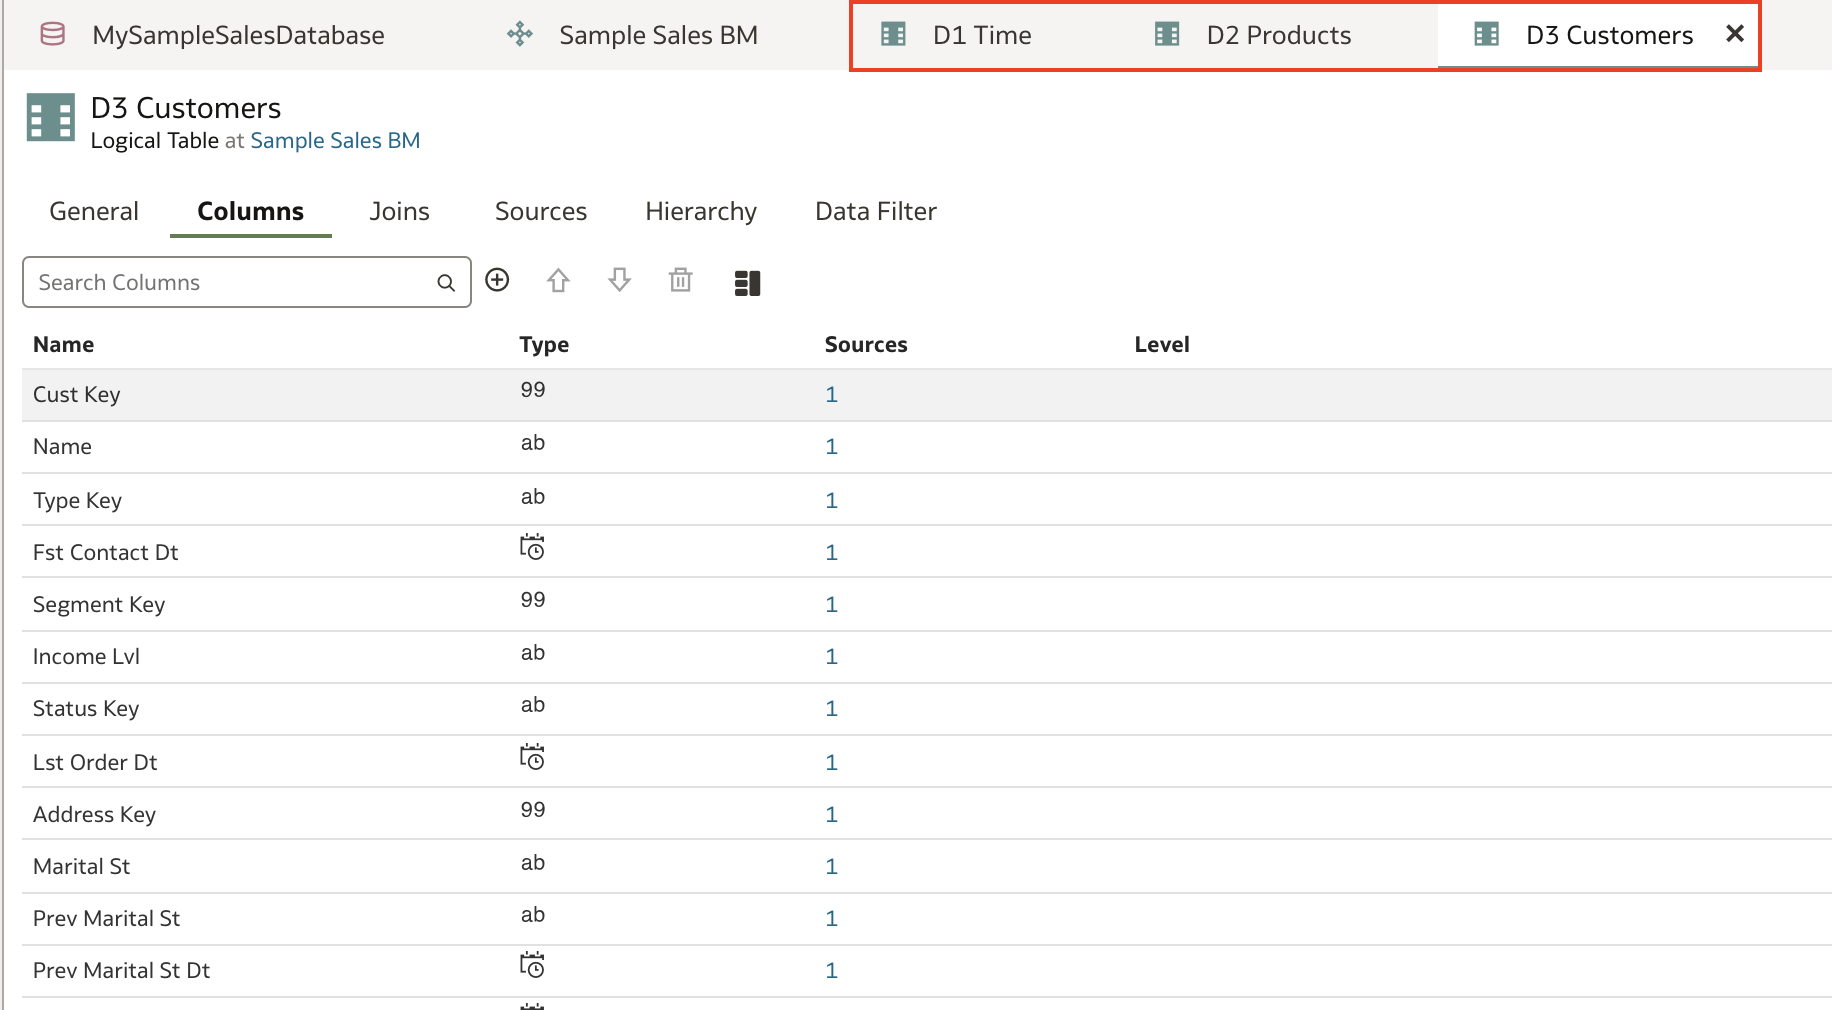 MySampleSalesDatabase Sample Sales BM D1 Time D2 Products D3 Customers
D3 Customers
Logical Table at Sample Sales BM
General Columns Joins Sources Hierarchy Data Filter
Search Columns
Name Type Sources Level
Cust Key 99 1
Name ab 1
Type Key ab 1
Fst Contact Dt 1
Segment Key 99 1
Income Lvl ab 1
Status Key ab 1
Lst Order Dt 1
Address Key 99 1
Marital St ab 1
Prev Marital St ab 1
Prev Marital St Dt 1